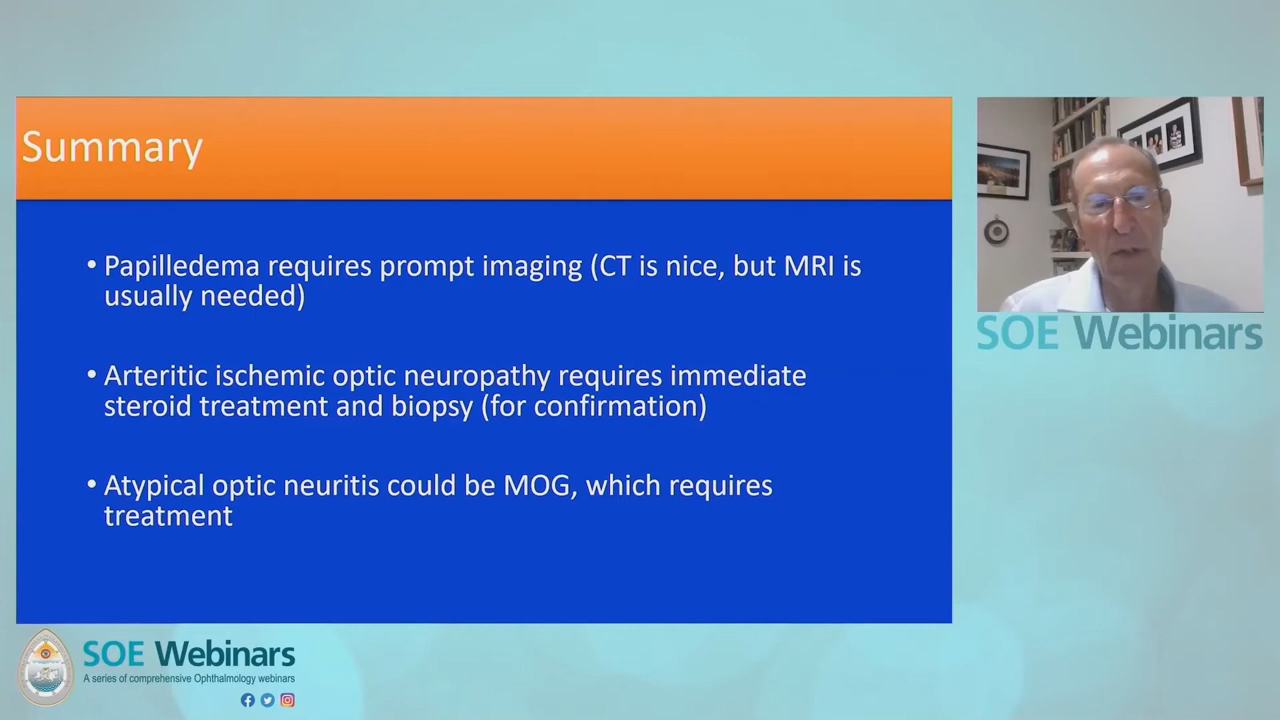 Summary
• Papilledema requires prompt imaging (CT is nice, but MRI is
usually needed)
• Arteritic ischemic optic neuropathy requires immediate
steroid treatment and biopsy (for confirmation)
• Atypical optic neuritis could be MOG, which requires
treatment
SOE Webinars
SOE Webinars
A series of comprehensive Ophthalmology webinars